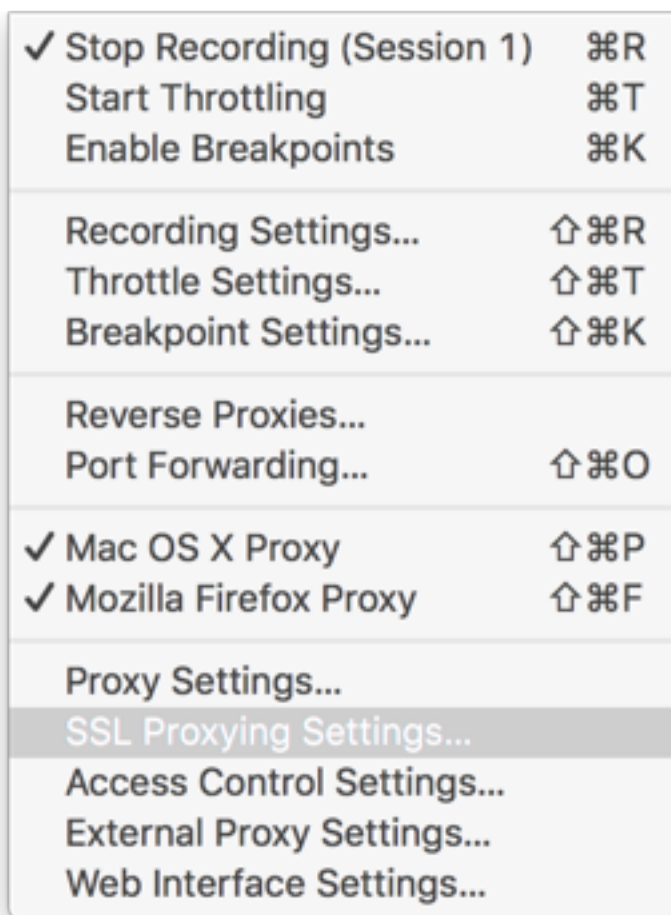 ✓ Stop Recording (Session 1) ⌘R
Start Throttling ⌘T
Enable Breakpoints ⌘K
Recording Settings... ⇧⌘R
Throttle Settings... ⇧⌘T
Breakpoint Settings... ⇧⌘K
Reverse Proxies...
Port Forwarding... ⇧⌘O
✓ Mac OS X Proxy ⇧⌘P
✓ Mozilla Firefox Proxy ⇧⌘F
Proxy Settings...
SSL Proxying Settings...
Access Control Settings...
External Proxy Settings...
Web Interface Settings...